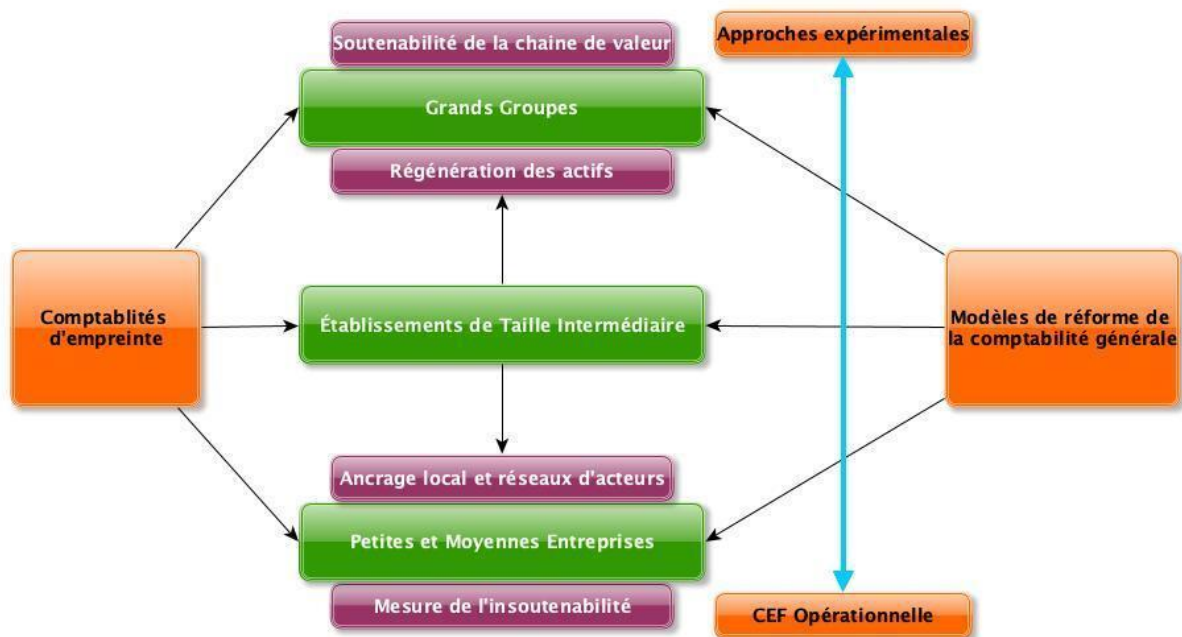 Soutenabilité de la chaine de valeur
Approches expérimentales
Grands Groupes
Régénération des actifs
Comptablités
d'empreinte
Établissements de Taille Intermédiaire
Modèles de réforme de
la comptabilité générale
Ancrage local et réseaux d'acteurs
Petites et Moyennes Entreprises
Mesure de l'insoutenabilité
CEF Opérationnelle